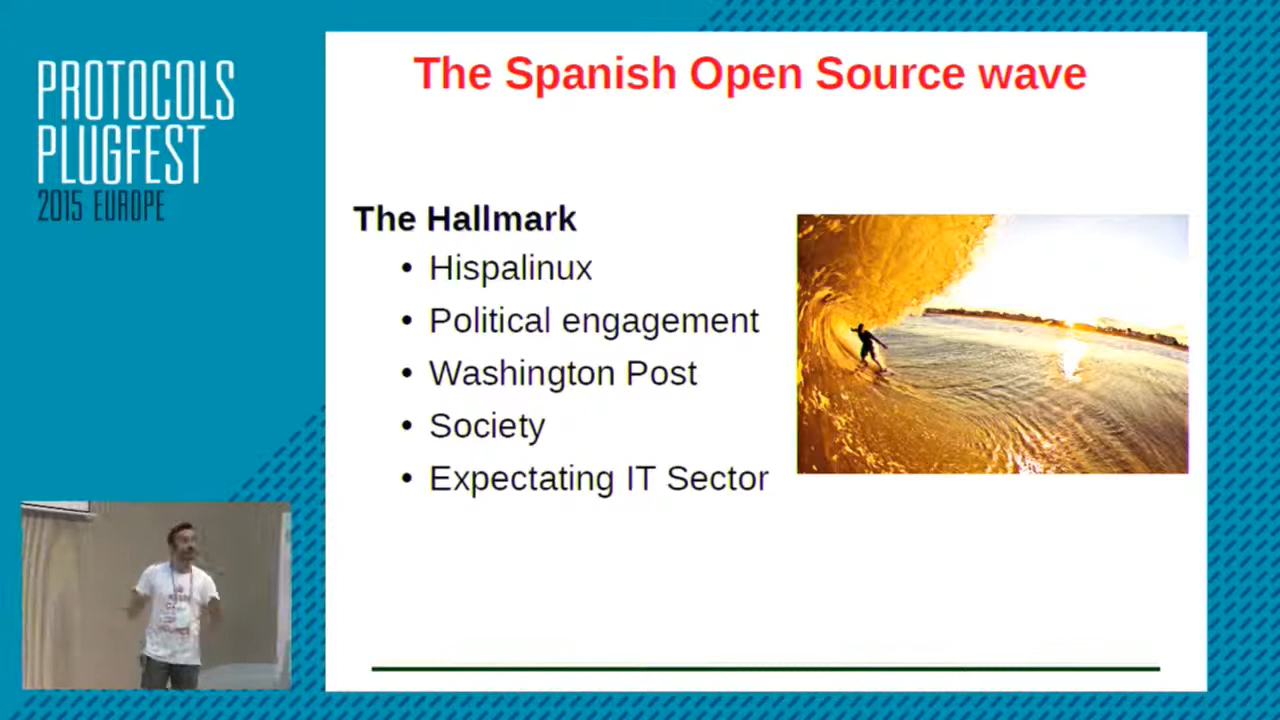 PROTOCOLS
PLUGFEST
2015 EUROPE
The Spanish Open Source wave
The Hallmark
• Hispalinux
• Political engagement
• Washington Post
• Society
• Expectating IT Sector